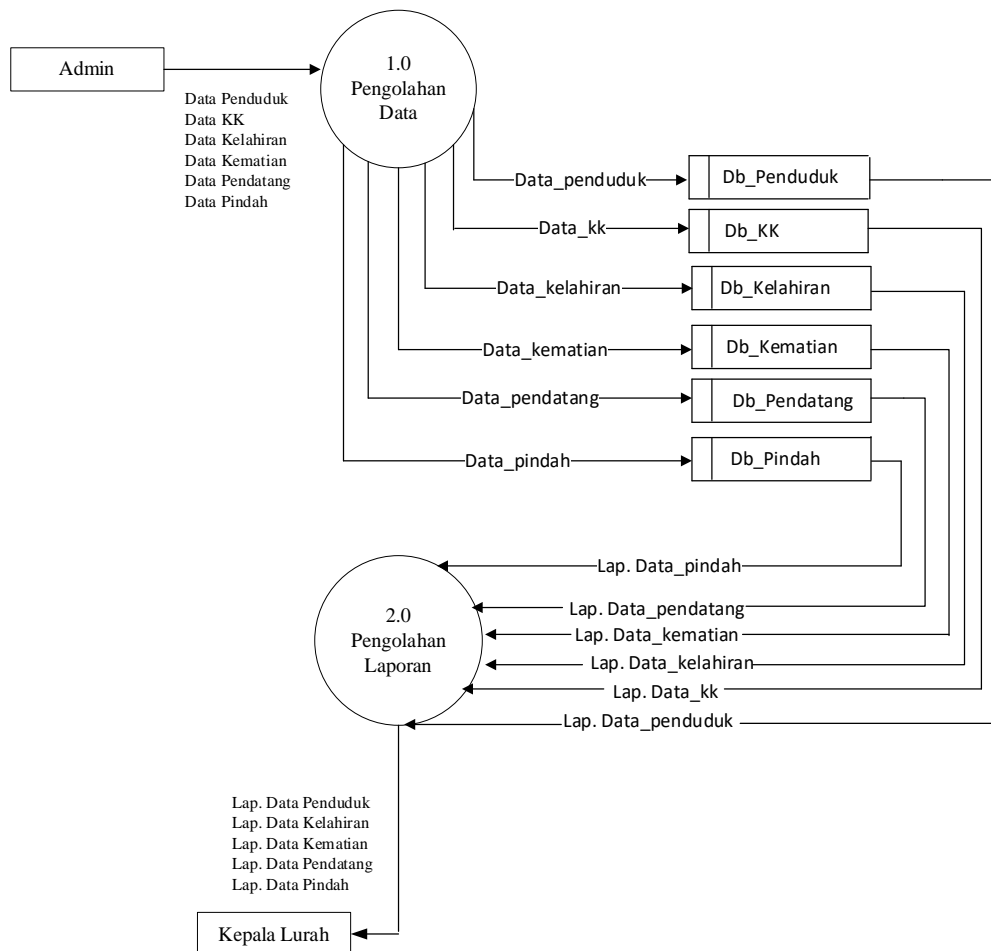 Admin
1.0
Pengolahan
Data
Data Penduduk
Data KK
Data Kelahiran
Data Kematian
Data Pendatang
Data Pindah
Data_penduduk
Db_Penduduk
Data_kk
Db_KK
Data_kelahiran
Db_Kelahiran
Data_kematian
Db_Kematian
Data_pendatang
Db_Pendatang
Data_pindah
Db_Pindah
Lap. Data_pindah
2.0
Pengolahan
Laporan
Lap. Data_pendatang
Lap. Data_kematian
Lap. Data_kelahiran
Lap. Data_kk
Lap. Data_penduduk
Lap. Data Penduduk
Lap. Data Kelahiran
Lap. Data Kematian
Lap. Data Pendatang
Lap. Data Pindah
Kepala Lurah